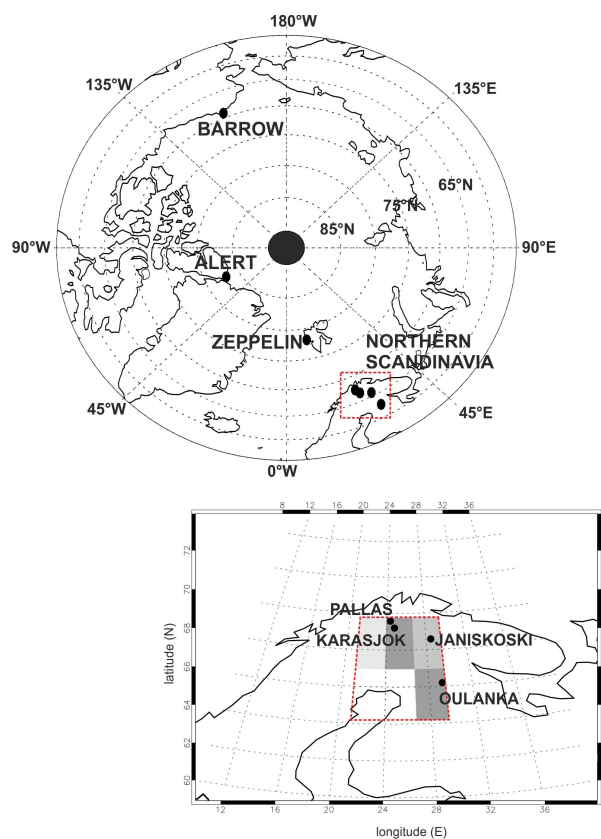 180°W
135°W
135°E
BARROW
65°N
75°N
85°N
90°W
90°E
ALERT
ZEPPELIN
NORTHERN
SCANDINAVIA
45°W
45°E
0°W
8 12 16 20 24 28 32 36
72
70
68
66
64
62
60
latitude (N)
PALLAS
KARASJOK
JANISKOSKI
OULANKA
12 16 20 24 28 32 36
longitude (E)